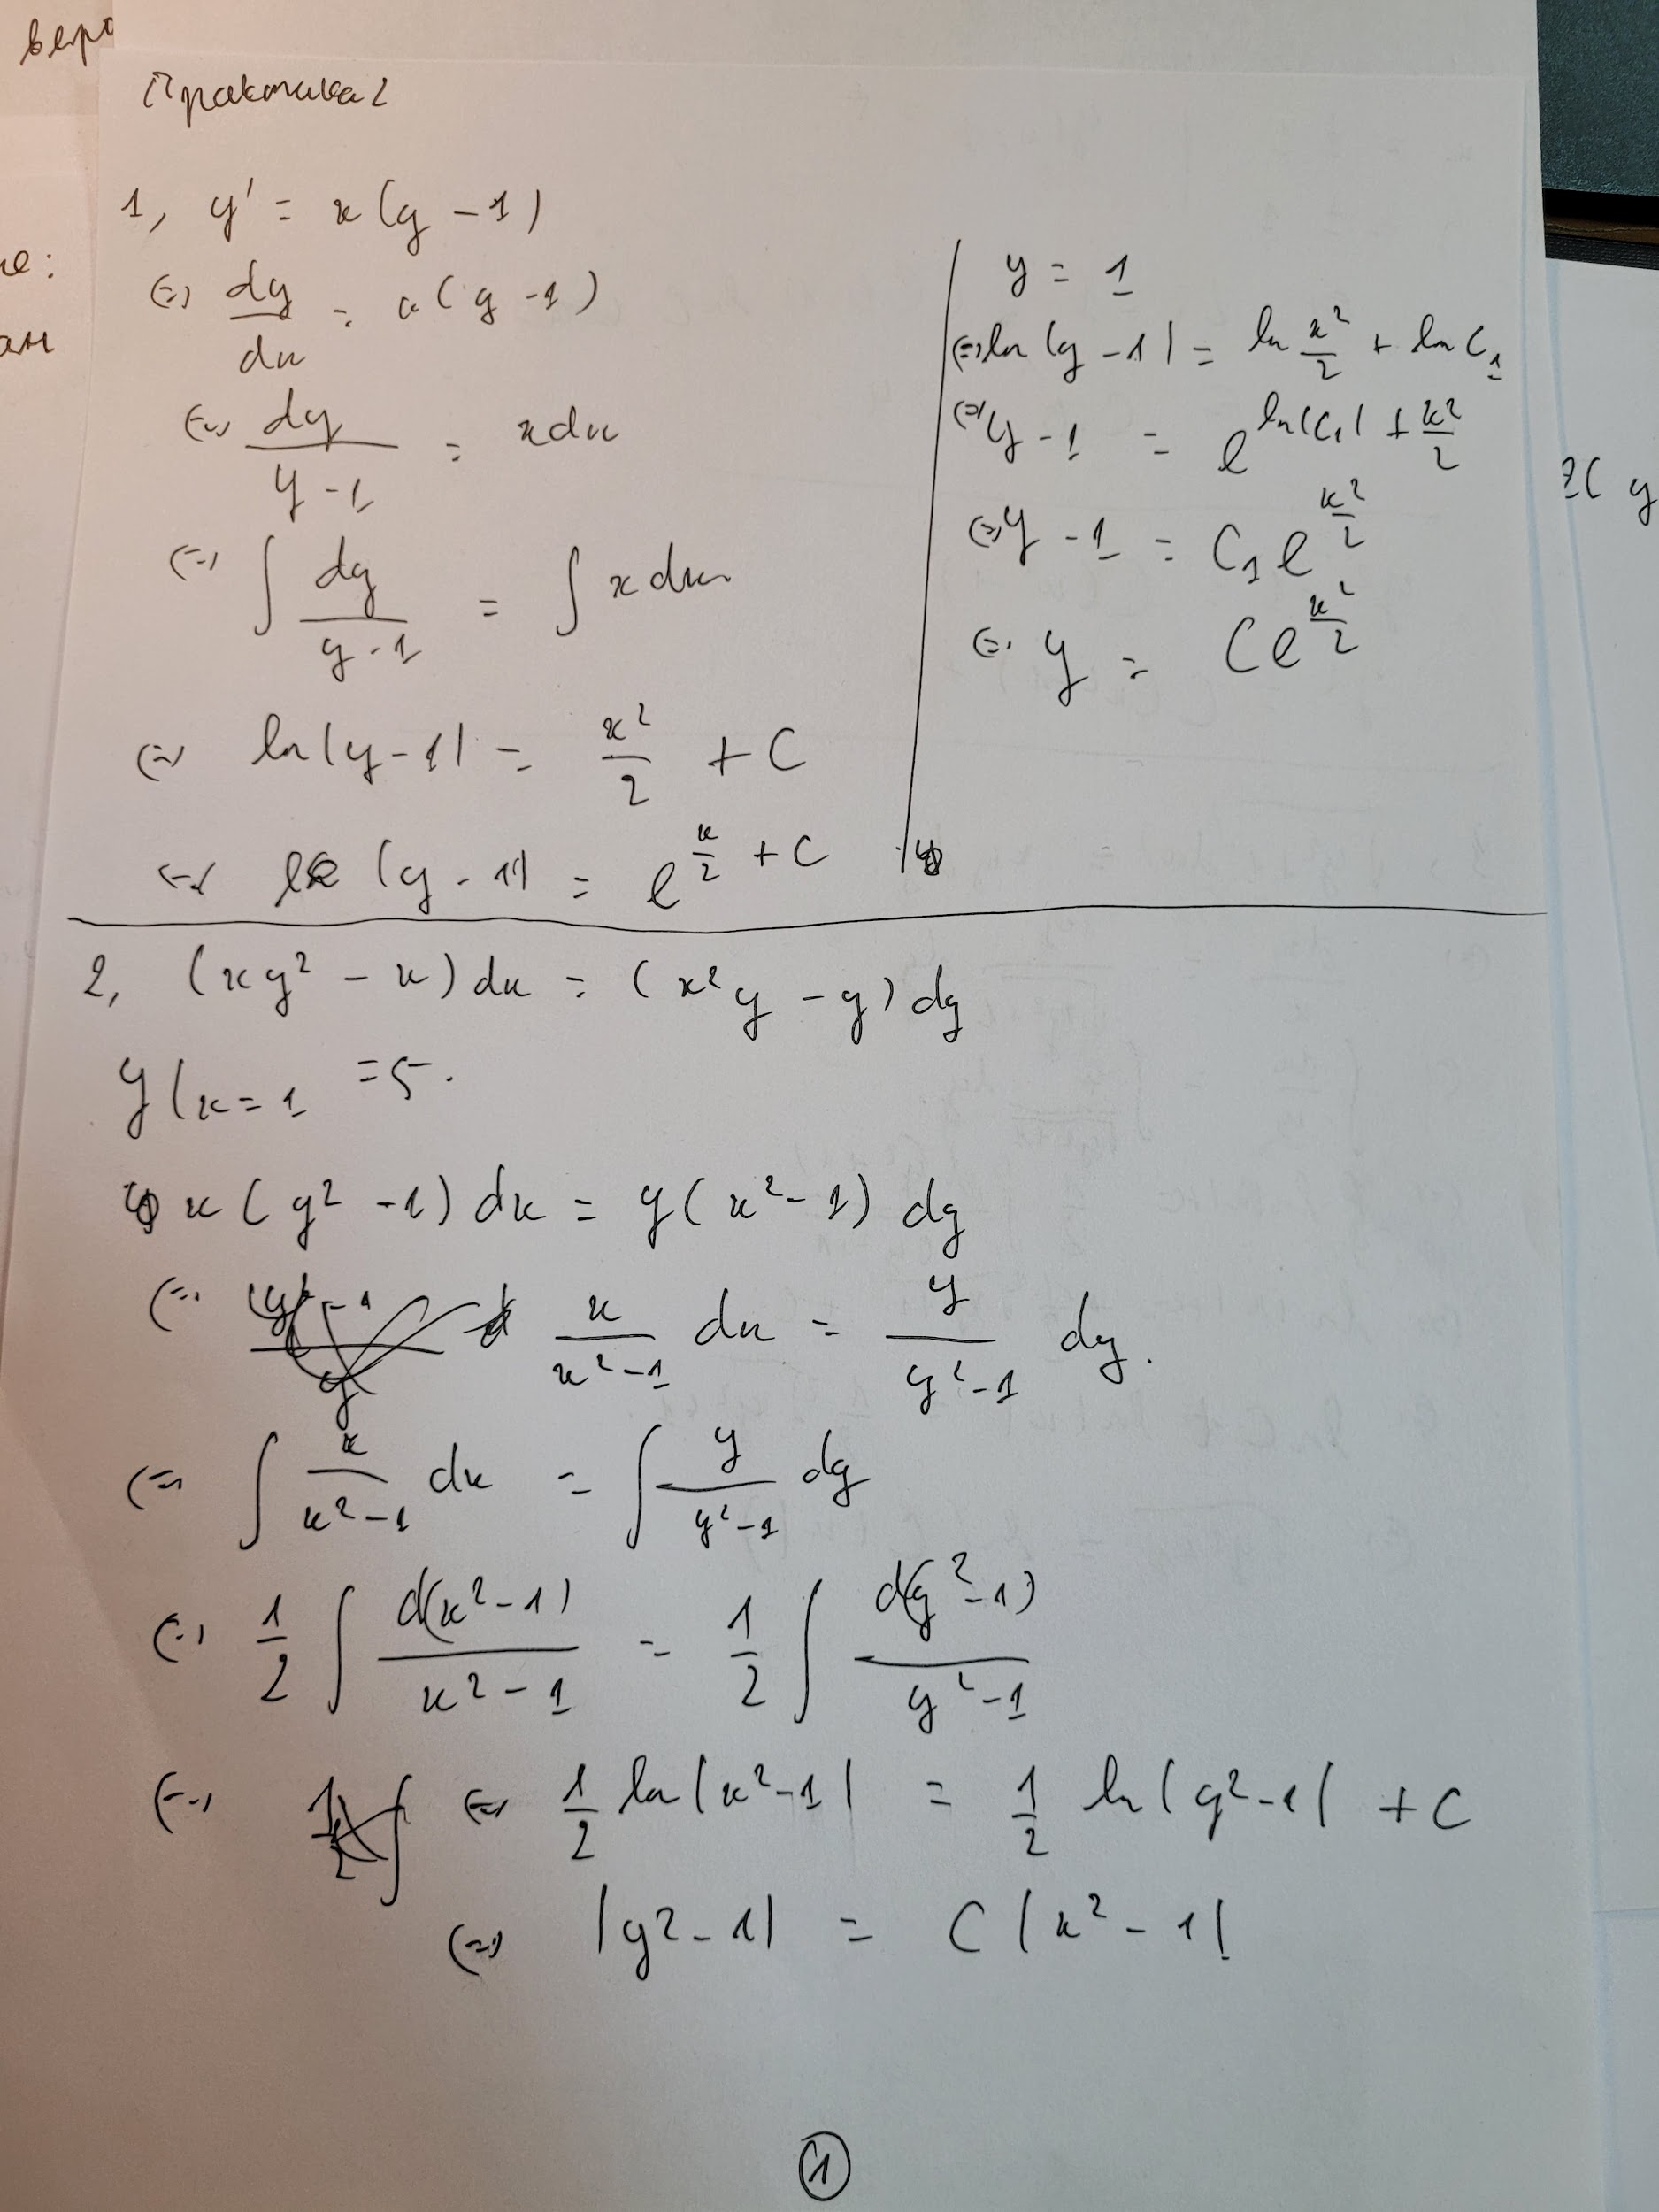 веро
Практика 2
1, y' = x(y - 1)
(=) dy/dx = x(y - 1)
(=) dy/(y - 1) = xdx
(=) ∫ dy/(y - 1) = ∫ x dx
(=) ln|y - 1| = x²/2 + C
(=) (y - 1) = e^(x/2 + C)
y = 1
(=) ln|y - 1| = ln x²/2 + ln C₁
(=) y - 1 = e^(ln|C₁| + x²/2)
(=) y - 1 = C₁e^(x²/2)
(=) y = Ce^(x²/2)
2, (xy² - x)dx = (x²y - y)dy
y|x=1 = 5.
x(y² - 1)dx = y(x² - 1)dy
(=) x/(x² - 1) dx = y/(y² - 1) dy.
(=) ∫ x/(x² - 1) dx = ∫ y/(y² - 1) dy
(=) 1/2 ∫ d(x² - 1)/(x² - 1) = 1/2 ∫ d(y² - 1)/(y² - 1)
(=) (=) 1/2 ln|x² - 1| = 1/2 ln|y² - 1| + C
(=) |y² - 1| = C|x² - 1|
1